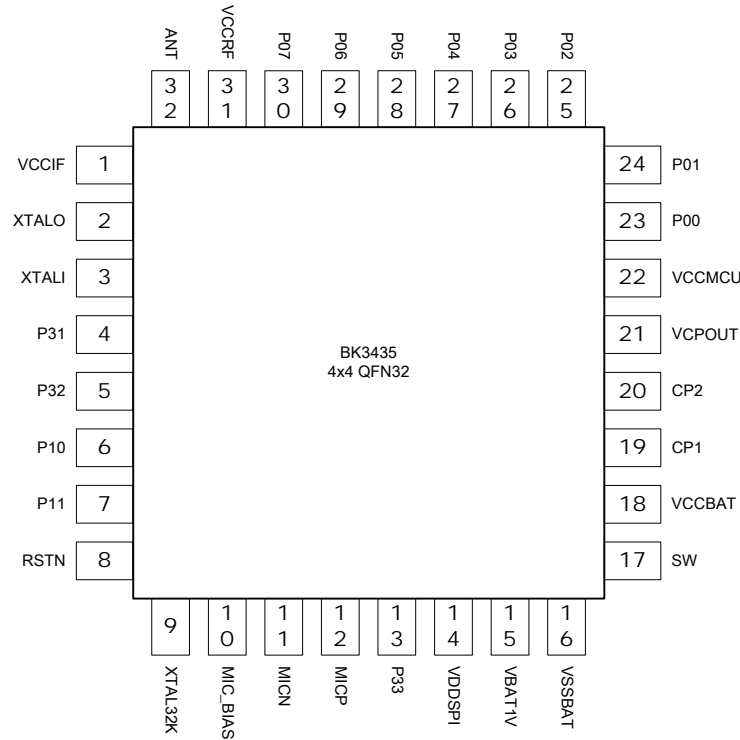 ANT
VCCRF
P07
P06
P05
P04
P03
P02
32
31
30
29
28
27
26
25
VCCIF 1
XTALO 2
XTALI 3
P31 4
P32 5
P10 6
P11 7
RSTN 8
BK3435
4x4 QFN32
24 P01
23 P00
22 VCCMCU
21 VCPOUT
20 CP2
19 CP1
18 VCCBAT
17 SW
9
10
11
12
13
14
15
16
XTAL32K
MIC_BIAS
MICN
MICP
P33
VDDSPI
VBAT1V
VSSBAT